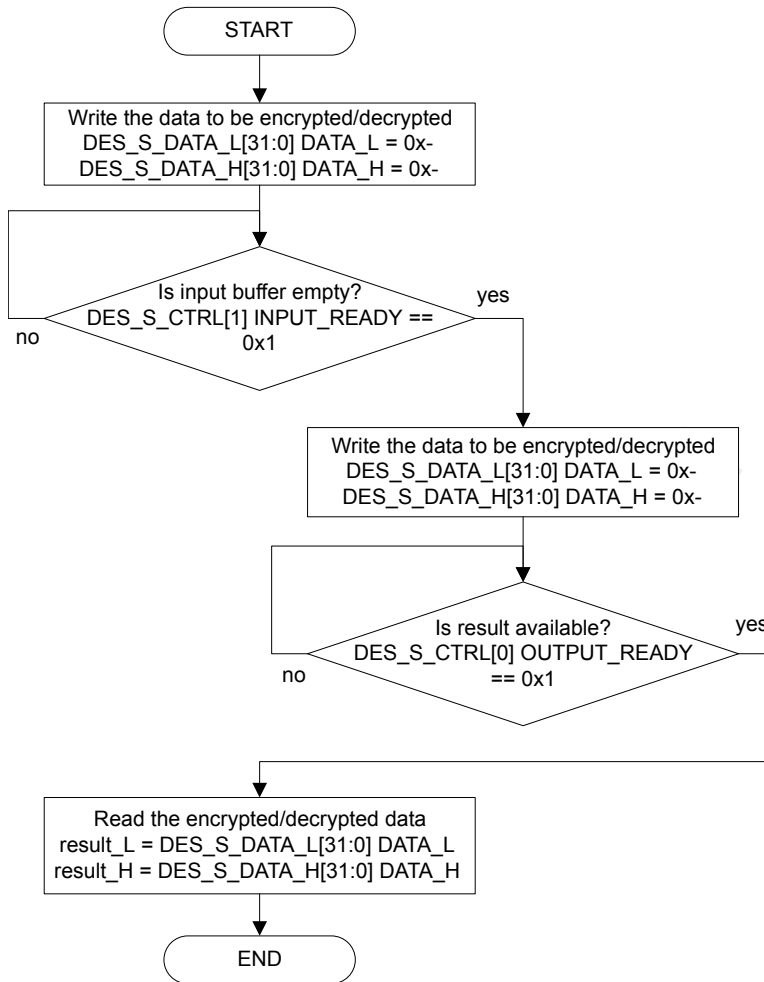 START
Write the data to be encrypted/decrypted
DES_S_DATA_L[31:0] DATA_L = 0x-
DES_S_DATA_H[31:0] DATA_H = 0x-
Is input buffer empty?
DES_S_CTRL[1] INPUT_READY ==
0x1
yes
no
Write the data to be encrypted/decrypted
DES_S_DATA_L[31:0] DATA_L = 0x-
DES_S_DATA_H[31:0] DATA_H = 0x-
Is result available?
DES_S_CTRL[0] OUTPUT_READY
== 0x1
yes
no
Read the encrypted/decrypted data
result_L = DES_S_DATA_L[31:0] DATA_L
result_H = DES_S_DATA_H[31:0] DATA_H
END